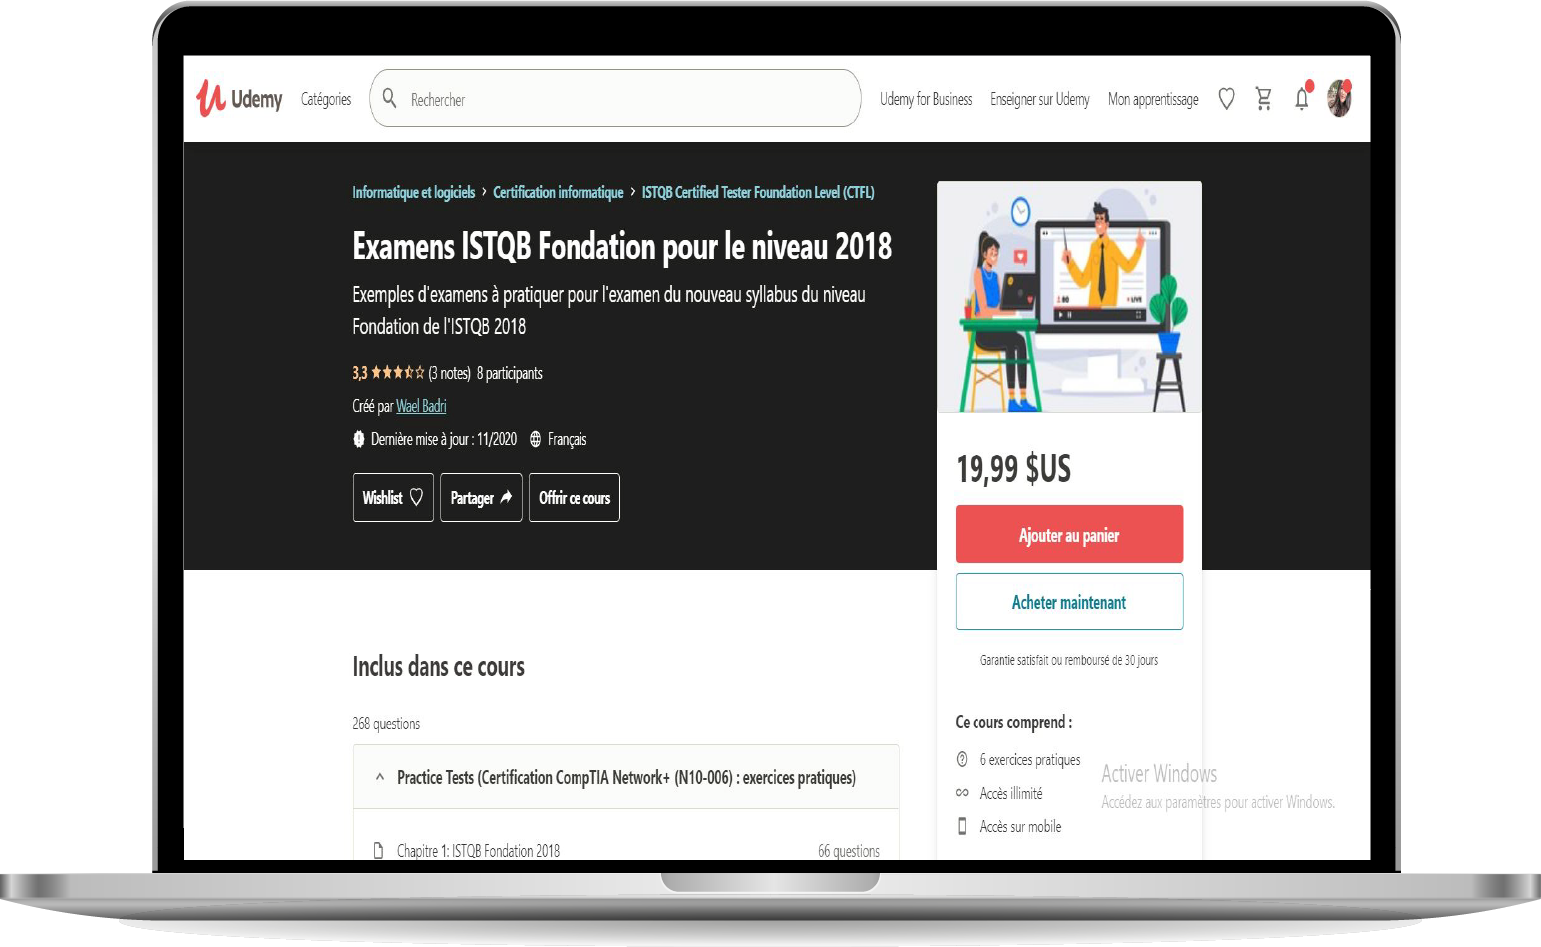 Udemy
Catégories
Rechercher
Udemy for Business
Enseigner sur Udemy
Mon apprentissage
Informatique et logiciels > Certification informatique > ISTQB Certified Tester Foundation Level (CTFL)
Examens ISTQB Fondation pour le niveau 2018
Exemples d'examens à pratiquer pour l'examen du nouveau syllabus du niveau
Fondation de l'ISTQB 2018
3,3 (3 notes) 8 participants
Créé par Wael Badri
Dernière mise à jour : 11/2020 Français
Wishlist
Partager
Offrir ce cours
80
LIVE
19,99 $US
Ajouter au panier
Acheter maintenant
Garantie satisfait ou remboursé de 30 jours
Ce cours comprend :
6 exercices pratiques
Accès illimité
Accès sur mobile
Inclus dans ce cours
268 questions
Practice Tests (Certification CompTIA Network+ (N10-006) : exercices pratiques)
Chapitre 1: ISTQB Fondation 2018
66 questions
Activer Windows
Accédez aux paramètres pour activer Windows.